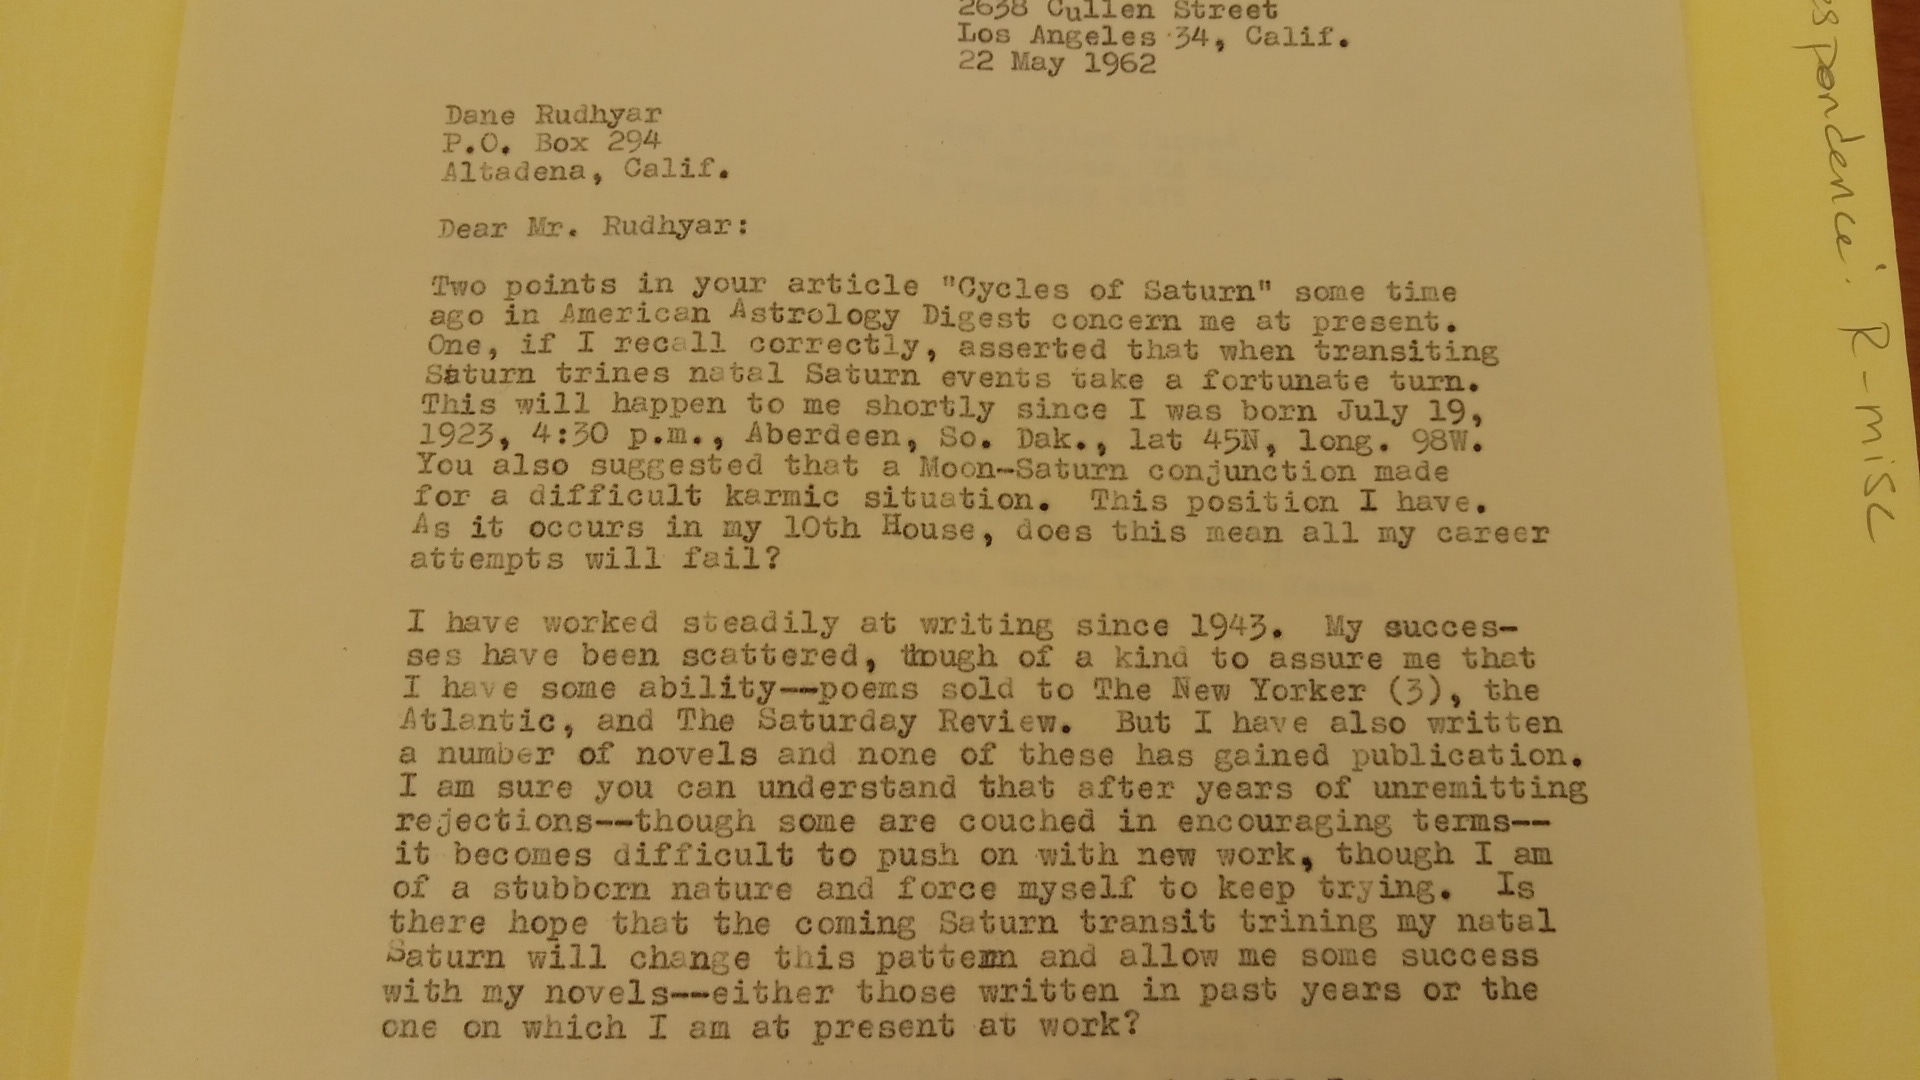 2638 Cullen Street
Los Angeles 34, Calif.
22 May 1962
Dane Rudhyar
P.O. Box 294
Altadena, Calif.
Dear Mr. Rudhyar:
Two points in your article "Cycles of Saturn" some time
ago in American Astrology Digest concern me at present.
One, if I recall correctly, asserted that when transiting
Saturn trines natal Saturn events take a fortunate turn.
This will happen to me shortly since I was born July 19,
1923, 4:30 p.m., Aberdeen, So. Dak., lat 45N, long. 98W.
You also suggested that a Moon-Saturn conjunction made
for a difficult karmic situation. This position I have.
As it occurs in my 10th House, does this mean all my career
attempts will fail?
I have worked steadily at writing since 1943. My succes-
ses have been scattered, though of a kind to assure me that
I have some ability--poems sold to The New Yorker (3), the
Atlantic, and The Saturday Review. But I have also written
a number of novels and none of these has gained publication.
I am sure you can understand that after years of unremitting
rejections--though some are couched in encouraging terms--
it becomes difficult to push on with new work, though I am
of a stubborn nature and force myself to keep trying. Is
there hope that the coming Saturn transit trining my natal
Saturn will change this pattern and allow me some success
with my novels--either those written in past years or the
one on which I am at present at work?
espondence: R-misc